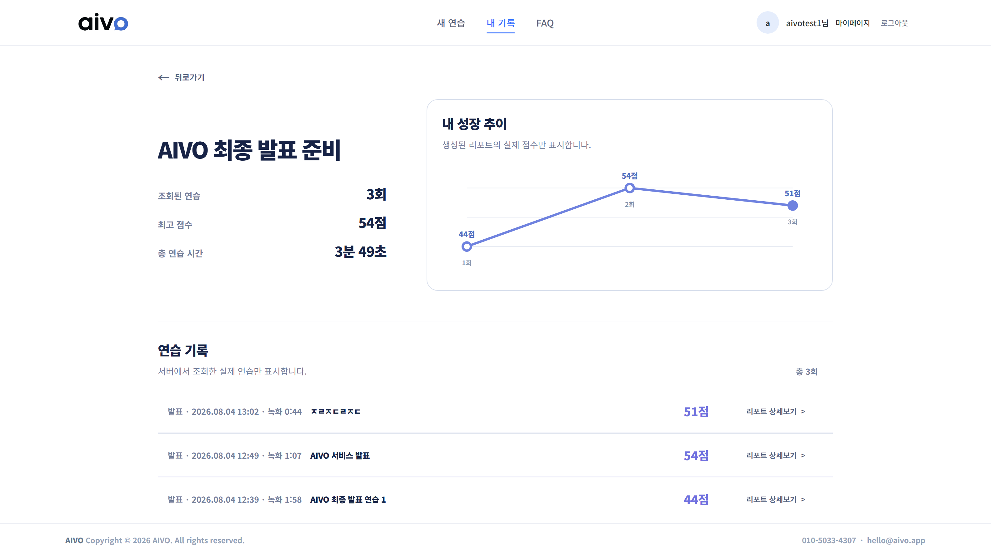 aivo
새 연습 내 기록 FAQ
a aivotest1님 마이페이지 로그아웃
← 뒤로가기
AIVO 최종 발표 준비
조회된 연습 3회
최고 점수 54점
총 연습 시간 3분 49초
내 성장 추이
생성된 리포트의 실제 점수만 표시합니다.
44점
1회
54점
2회
51점
3회
연습 기록
서버에서 조회한 실제 연습만 표시합니다.
총 3회
발표 · 2026.08.04 13:02 · 녹화 0:44 ㅈㄹㅈㄷㄹㅈㄷ 51점 리포트 상세보기 >
발표 · 2026.08.04 12:49 · 녹화 1:07 AIVO 서비스 발표 54점 리포트 상세보기 >
발표 · 2026.08.04 12:39 · 녹화 1:58 AIVO 최종 발표 연습 1 44점 리포트 상세보기 >
AIVO Copyright © 2026 AIVO. All rights reserved.
010-5033-4307 · hello@aivo.app